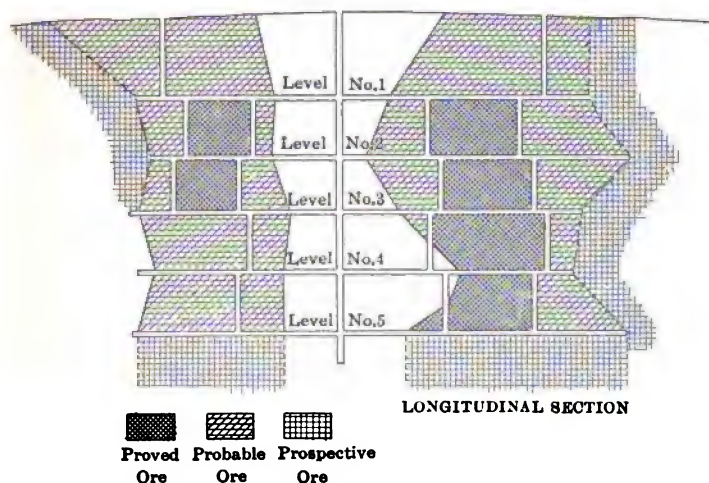 Level No.1
Level No.2
Level No.3
Level No.4
Level No.5
LONGITUDINAL SECTION
Proved Probable Prospective
Ore Ore Ore